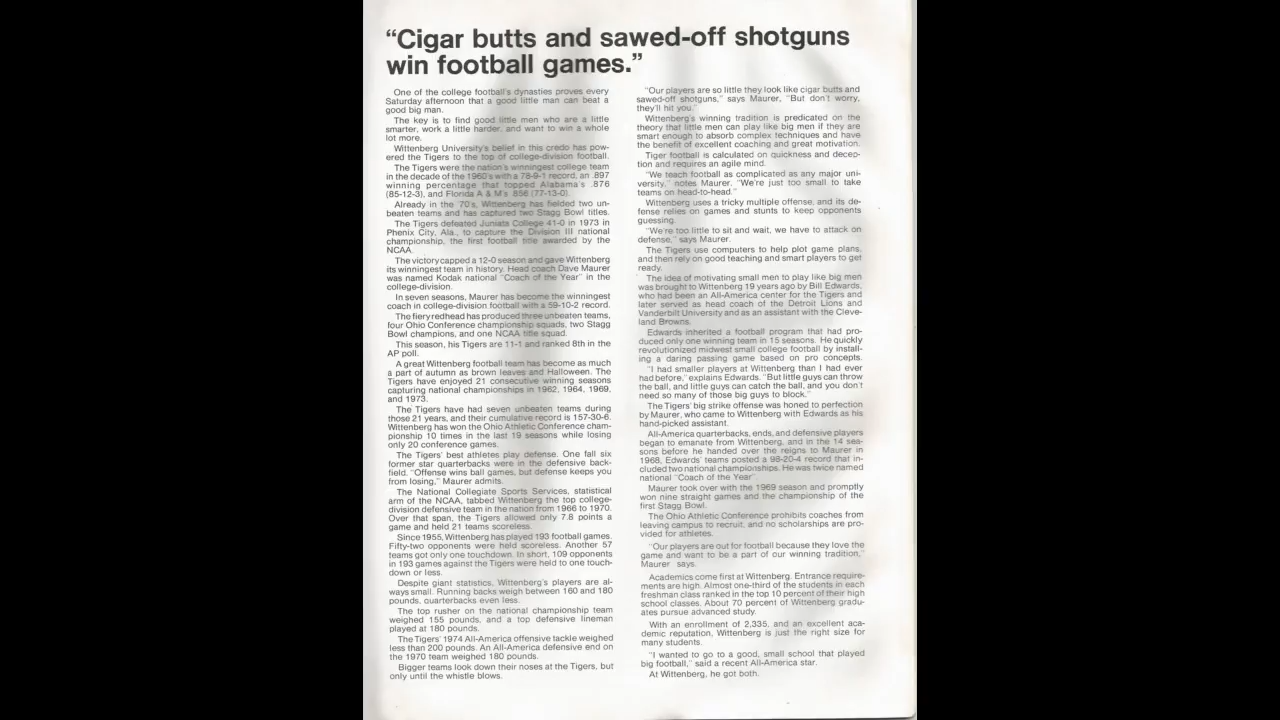 “Cigar butts and sawed-off shotguns
win football games.”
One of the college football's dynasties proves every
Saturday afternoon that a good little man can beat a
good big man.
The key is to find good little men who are a little
smarter, work a little harder, and want to win a whole
lot more.
Wittenberg University's belief in this credo has pow-
ered the Tigers to the top of college-division football.
The Tigers were the nation's winningest college team
in the decade of the 1960's with a 78-9-1 record, an .897
winning percentage that topped Alabama's .876
(85-12-3), and Florida A & M's .856 (77-13-0).
Already in the '70's, Wittenberg has fielded two un-
beaten teams and has captured two Stagg Bowl titles.
The Tigers defeated Juniata College 41-0 in 1973 in
Phenix City, Ala., to capture the Division III national
championship, the first football title awarded by the
NCAA.
The victory capped a 12-0 season and gave Wittenberg
its winningest team in history. Head coach Dave Maurer
was named Kodak national “Coach of the Year” in the
college-division.
In seven seasons, Maurer has become the winningest
coach in college-division football with a 59-10-2 record.
The fiery redhead has produced three unbeaten teams,
four Ohio Conference championship squads, two Stagg
Bowl champions, and one NCAA title squad.
This season, his Tigers are 11-1 and ranked 8th in the
AP poll.
A great Wittenberg football team has become as much
a part of autumn as brown leaves and Halloween. The
Tigers have enjoyed 21 consecutive winning seasons
capturing national championships in 1962, 1964, 1969,
and 1973.
The Tigers have had seven unbeaten teams during
those 21 years, and their cumulative record is 157-30-6.
Wittenberg has won the Ohio Athletic Conference cham-
pionship 10 times in the last 19 seasons while losing
only 20 conference games.
The Tigers' best athletes play defense. One fall six
former star quarterbacks were in the defensive back-
field. “Offense wins ball games, but defense keeps you
from losing,” Maurer admits.
The National Collegiate Sports Services, statistical
arm of the NCAA, tabbed Wittenberg the top college-
division defensive team in the nation from 1966 to 1970.
Over that span, the Tigers allowed only 7.8 points a
game and held 21 teams scoreless.
Since 1955, Wittenberg has played 193 football games.
Fifty-two opponents were held scoreless. Another 57
teams got only one touchdown. In short, 109 opponents
in 193 games against the Tigers were held to one touch-
down or less.
Despite giant statistics, Wittenberg's players are al-
ways small. Running backs weigh between 160 and 180
pounds, quarterbacks even less.
The top rusher on the national championship team
weighed 155 pounds, and a top defensive lineman
played at 180 pounds.
The Tigers' 1974 All-America offensive tackle weighed
less than 200 pounds. An All-America defensive end on
the 1970 team weighed 180 pounds.
Bigger teams look down their noses at the Tigers, but
only until the whistle blows.
“Our players are so little they look like cigar butts and
sawed-off shotguns,” says Maurer, “But don't worry,
they'll hit you.”
Wittenberg's winning tradition is predicated on the
theory that little men can play like big men if they are
smart enough to absorb complex techniques and have
the benefit of excellent coaching and great motivation.
Tiger football is calculated on quickness and decep-
tion and requires an agile mind.
“We teach football as complicated as any major uni-
versity,” notes Maurer. “We're just too small to take
teams on head-to-head.”
Wittenberg uses a tricky multiple offense, and its de-
fense relies on games and stunts to keep opponents
guessing.
“We're too little to sit and wait, we have to attack on
defense,” says Maurer.
The Tigers use computers to help plot game plans,
and then rely on good teaching and smart players to get
ready.
The idea of motivating small men to play like big men
was brought to Wittenberg 19 years ago by Bill Edwards,
who had been an All-America center for the Tigers and
later served as head coach of the Detroit Lions and
Vanderbilt University and as an assistant with the Cleve-
land Browns.
Edwards inherited a football program that had pro-
duced only one winning team in 15 seasons. He quickly
revolutionized midwest small college football by install-
ing a daring passing game based on pro concepts.
“I had smaller players at Wittenberg than I had ever
had before,” explains Edwards. “But little guys can throw
the ball, and little guys can catch the ball, and you don't
need so many of those big guys to block.”
The Tigers' big strike offense was honed to perfection
by Maurer, who came to Wittenberg with Edwards as his
hand-picked assistant.
All-America quarterbacks, ends, and defensive players
began to emanate from Wittenberg, and in the 14 sea-
sons before he handed over the reigns to Maurer in
1968, Edwards' teams posted a 98-20-4 record that in-
cluded two national championships. He was twice named
national “Coach of the Year”
Maurer took over with the 1969 season and promptly
won nine straight games and the championship of the
first Stagg Bowl.
The Ohio Athletic Conference prohibits coaches from
leaving campus to recruit, and no scholarships are pro-
vided for athletes.
“Our players are out for football because they love the
game and want to be a part of our winning tradition,”
Maurer says.
Academics come first at Wittenberg. Entrance require-
ments are high. Almost one-third of the students in each
freshman class ranked in the top 10 percent of their high
school classes. About 70 percent of Wittenberg gradu-
ates pursue advanced study.
With an enrollment of 2,335, and an excellent aca-
demic reputation, Wittenberg is just the right size for
many students.
“I wanted to go to a good, small school that played
big football,” said a recent All-America star.
At Wittenberg, he got both.